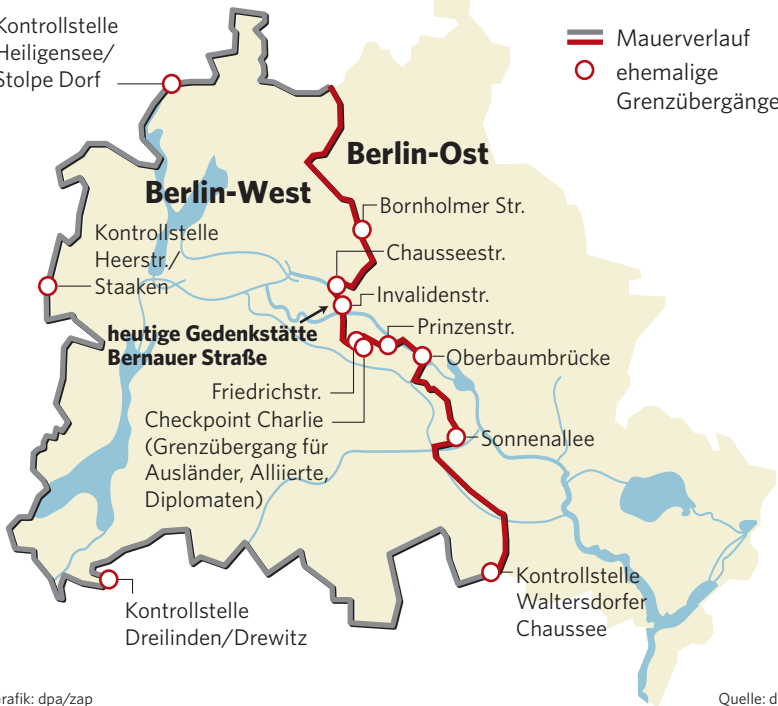 Kontrollstelle
Heiligensee/
Stolpe Dorf
Mauerverlauf
ehemalige
Grenzübergänge
Berlin-Ost
Berlin-West
Bornholmer Str.
Kontrollstelle
Heerstr./
Staaken
Chausseestr.
Invalidenstr.
heutige Gedenkstätte
Bernauer Straße
Prinzenstr.
Oberbaumbrücke
Friedrichstr.
Checkpoint Charlie
(Grenzübergang für
Ausländer, Alliierte,
Diplomaten)
Sonnenallee
Kontrollstelle
Waltersdorfer
Chaussee
Kontrollstelle
Dreilinden/Drewitz
rafik: dpa/zap
Quelle: d